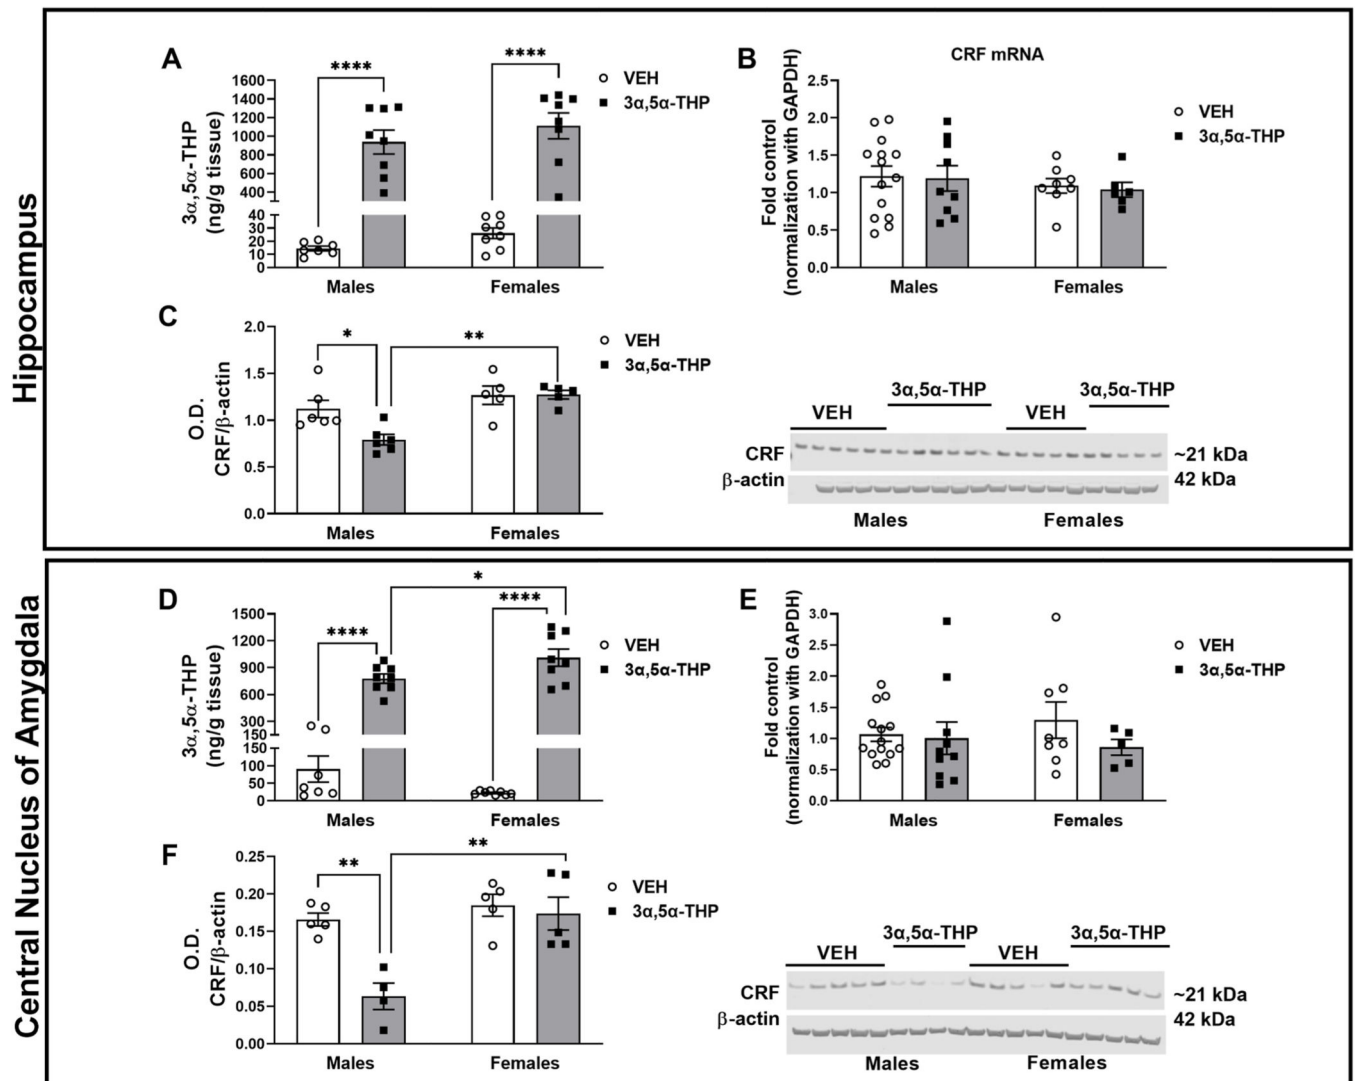 Hippocampus
A
3α,5α-THP
(ng/g tissue)
1600
1400
1200
1000
800
600
400
40
30
20
10
0
****
****
VEH
3α,5α-THP
Males
Females
B
CRF mRNA
Fold control
(normalization with GAPDH)
2.5
2.0
1.5
1.0
0.5
0.0
VEH
3α,5α-THP
Males
Females
C
O.D.
CRF/β-actin
2.0
1.5
1.0
0.5
0.0
*
**
VEH
3α,5α-THP
Males
Females
VEH
3α,5α-THP
VEH
3α,5α-THP
CRF
~21 kDa
β-actin
42 kDa
Males
Females
Central Nucleus of Amygdala
D
3α,5α-THP
(ng/g tissue)
1500
1200
900
600
300
150
150
100
50
0
****
*
****
VEH
3α,5α-THP
Males
Females
E
Fold control
(normalization with GAPDH)
3.0
2.5
2.0
1.5
1.0
0.5
0.0
VEH
3α,5α-THP
Males
Females
F
O.D.
CRF/β-actin
0.25
0.20
0.15
0.10
0.05
0.00
**
**
VEH
3α,5α-THP
Males
Females
VEH
3α,5α-THP
VEH
3α,5α-THP
CRF
~21 kDa
β-actin
42 kDa
Males
Females